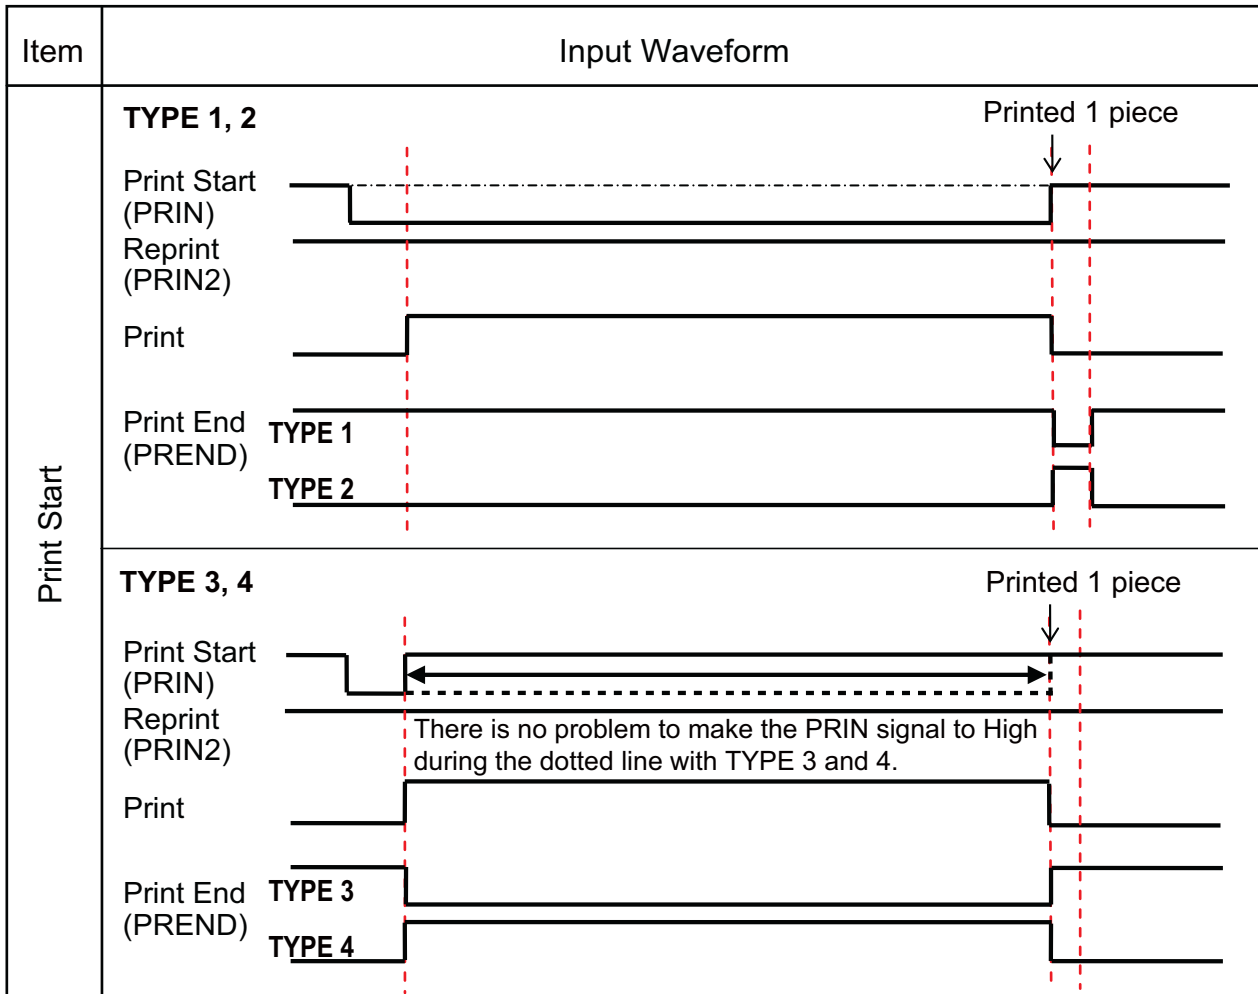 Item
Input Waveform
Print Start
TYPE 1, 2
Printed 1 piece
Print Start
(PRIN)
Reprint
(PRIN2)
Print
Print End
(PREND)
TYPE 1
TYPE 2
TYPE 3, 4
Printed 1 piece
Print Start
(PRIN)
Reprint
(PRIN2)
There is no problem to make the PRIN signal to High
during the dotted line with TYPE 3 and 4.
Print
Print End
(PREND)
TYPE 3
TYPE 4